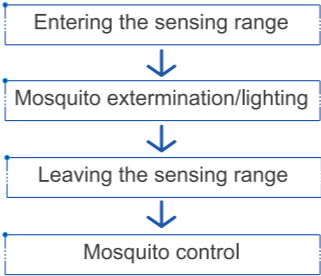 Entering the sensing range
Mosquito extermination/lighting
Leaving the sensing range
Mosquito control